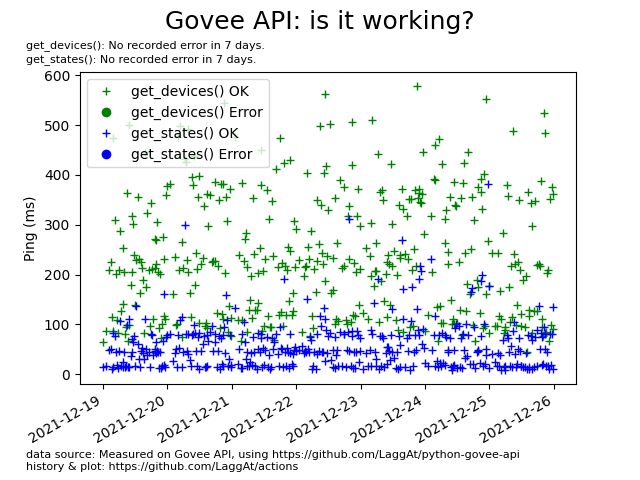 Govee API: is it working?
get_devices(): No recorded error in 7 days.
get_states(): No recorded error in 7 days.
get_devices() OK
get_devices() Error
get_states() OK
get_states() Error
Ping (ms)
600
500
400
300
200
100
0
2021-12-19
2021-12-20
2021-12-21
2021-12-22
2021-12-23
2021-12-24
2021-12-25
2021-12-26
data source: Measured on Govee API, using https://github.com/LaggAt/python-govee-api
history & plot: https://github.com/LaggAt/actions